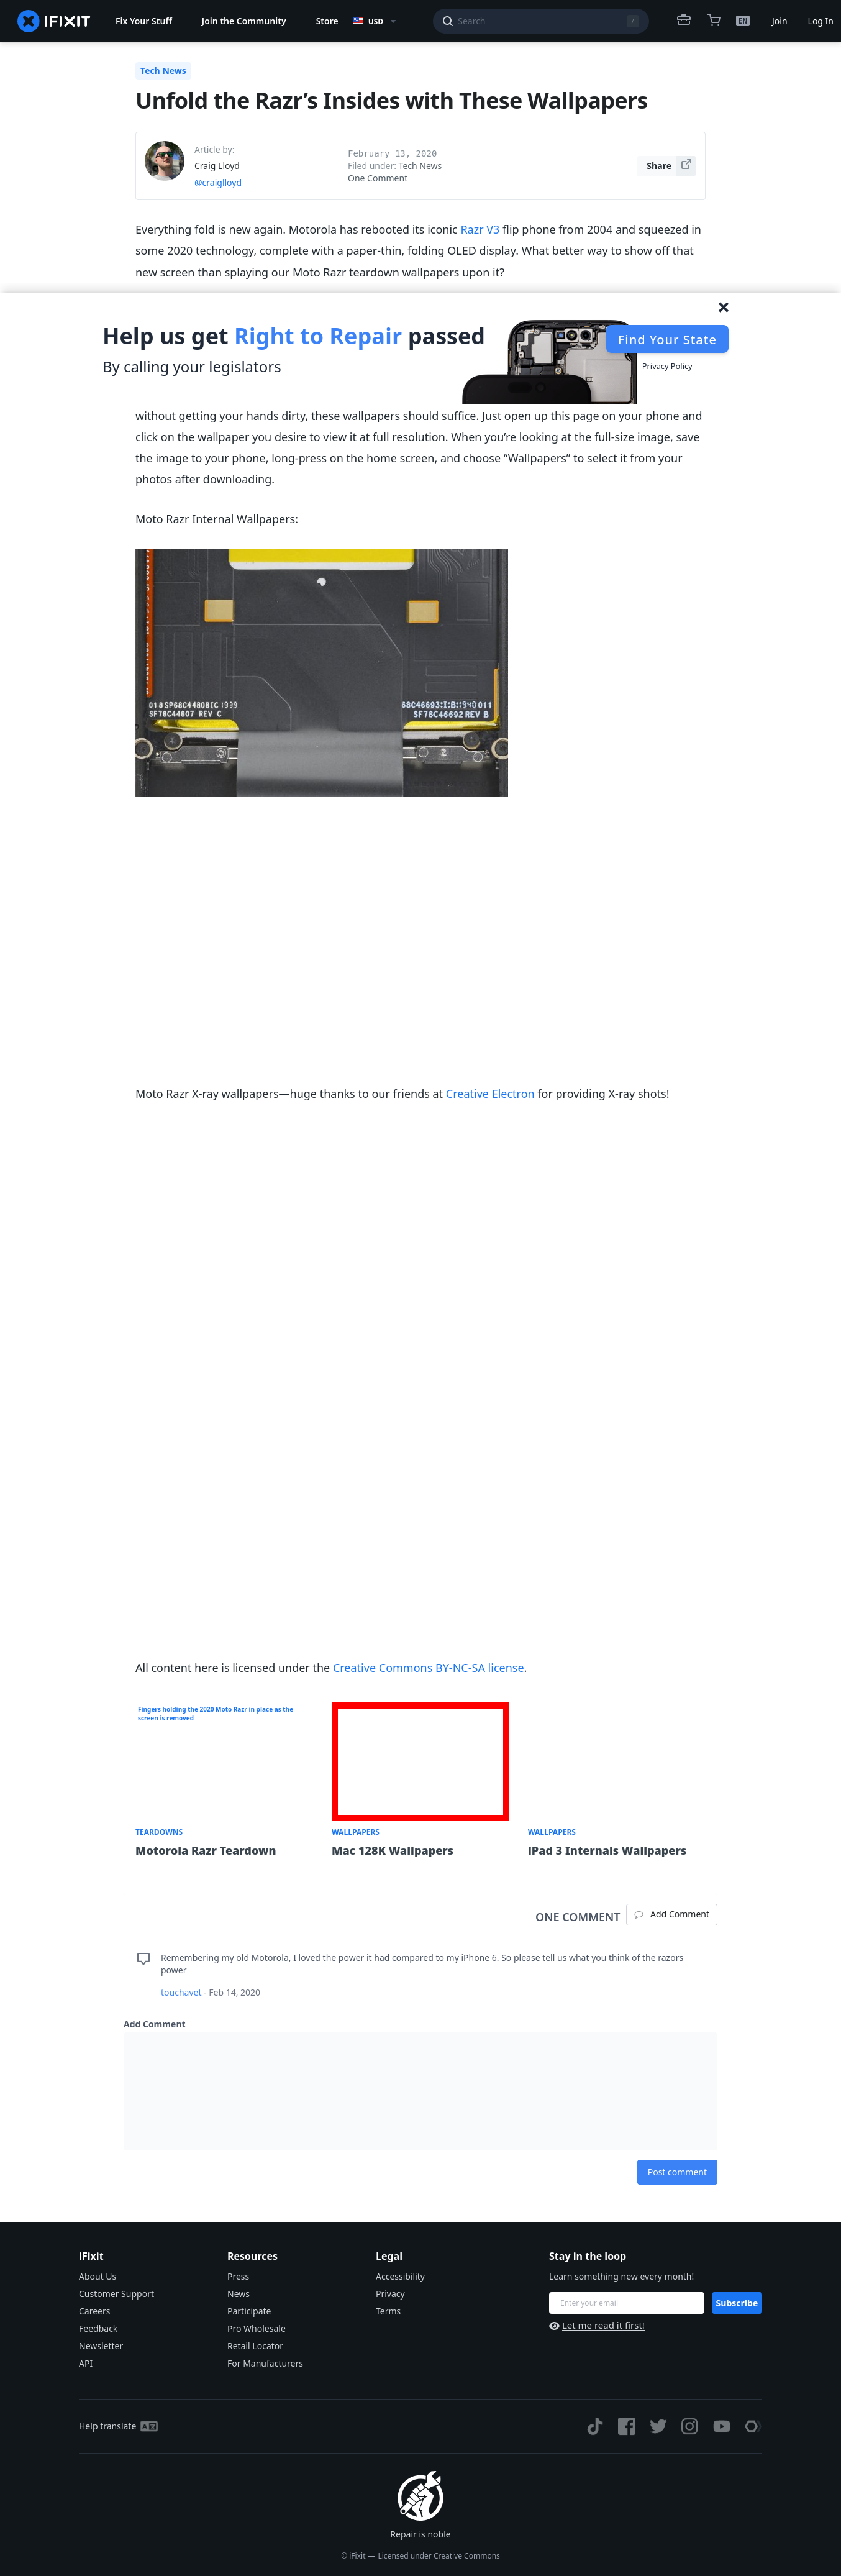 IFIXIT
Fix Your Stuff
Join the Community
Store
USD
Search
/
EN
Join
Log In
Tech News
Unfold the Razr’s Insides with These Wallpapers
Article by:
Craig Lloyd
@craiglloyd
February 13, 2020
Filed under: Tech News
One Comment
Share
Everything fold is new again. Motorola has rebooted its iconic Razr V3 flip phone from 2004 and squeezed in
some 2020 technology, complete with a paper-thin, folding OLED display. What better way to show off that
new screen than splaying our Moto Razr teardown wallpapers upon it?
Help us get Right to Repair passed
By calling your legislators
Find Your State
Privacy Policy
without getting your hands dirty, these wallpapers should suffice. Just open up this page on your phone and
click on the wallpaper you desire to view it at full resolution. When you’re looking at the full-size image, save
the image to your phone, long-press on the home screen, and choose “Wallpapers” to select it from your
photos after downloading.
Moto Razr Internal Wallpapers:
SF78C44807 REV C
SF78C46692 REV B
Moto Razr X-ray wallpapers—huge thanks to our friends at Creative Electron for providing X-ray shots!
All content here is licensed under the Creative Commons BY-NC-SA license.
Fingers holding the 2020 Moto Razr in place as the
screen is removed
TEARDOWNS
Motorola Razr Teardown
WALLPAPERS
Mac 128K Wallpapers
WALLPAPERS
iPad 3 Internals Wallpapers
ONE COMMENT
Add Comment
Remembering my old Motorola, I loved the power it had compared to my iPhone 6. So please tell us what you think of the razors
power
touchavet - Feb 14, 2020
Add Comment
Post comment
iFixit
About Us
Customer Support
Careers
Feedback
Newsletter
API
Resources
Press
News
Participate
Pro Wholesale
Retail Locator
For Manufacturers
Legal
Accessibility
Privacy
Terms
Stay in the loop
Learn something new every month!
Enter your email
Subscribe
Let me read it first!
Help translate
Repair is noble
© iFixit — Licensed under Creative Commons